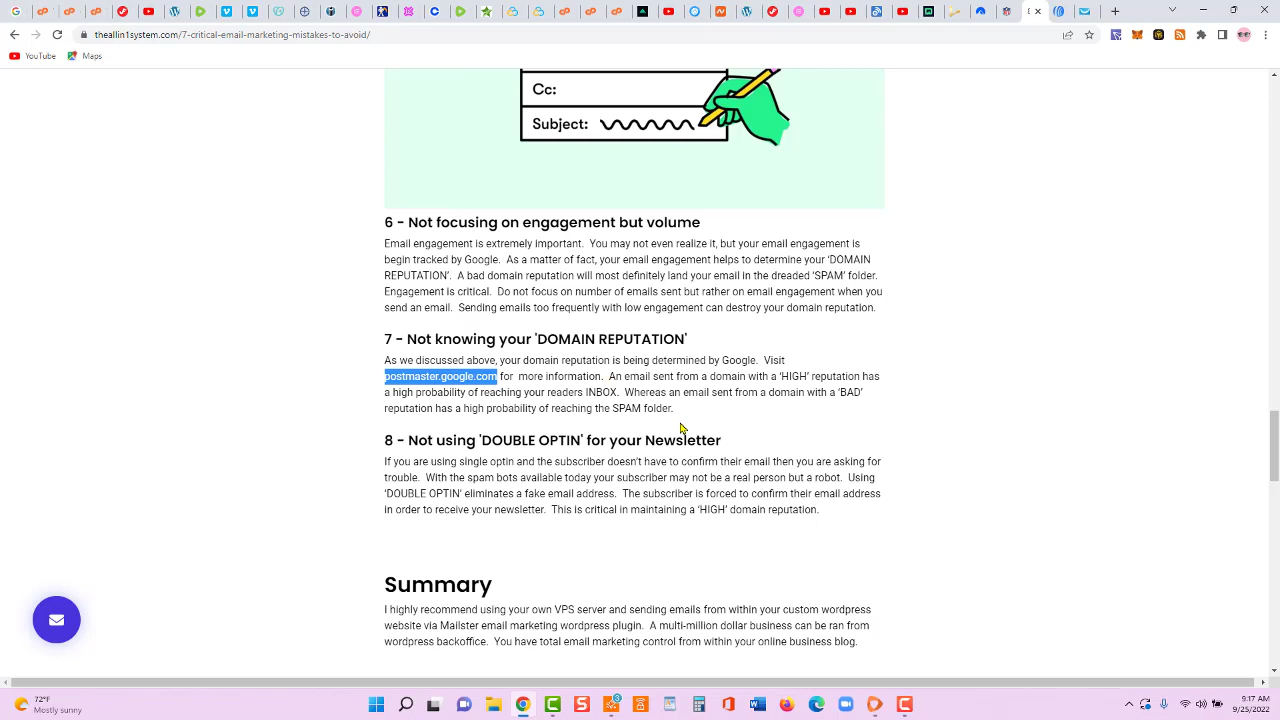 theallin1system.com/7-critical-email-marketing-mistakes-to-avoid/
YouTube
Maps
Cc:
Subject:
6 - Not focusing on engagement but volume
Email engagement is extremely important.  You may not even realize it, but your email engagement is
begin tracked by Google.  As a matter of fact, your email engagement helps to determine your ‘DOMAIN
REPUTATION’.  A bad domain reputation will most definitely land your email in the dreaded ‘SPAM’ folder.
Engagement is critical.  Do not focus on number of emails sent but rather on email engagement when you
send an email.  Sending emails too frequently with low engagement can destroy your domain reputation.
7 - Not knowing your 'DOMAIN REPUTATION'
As we discussed above, your domain reputation is being determined by Google.  Visit
postmaster.google.com for  more information.  An email sent from a domain with a ‘HIGH’ reputation has
a high probability of reaching your readers INBOX.  Whereas an email sent from a domain with a ‘BAD’
reputation has a high probability of reaching the SPAM folder.
8 - Not using 'DOUBLE OPTIN' for your Newsletter
If you are using single optin and the subscriber doesn’t have to confirm their email then you are asking for
trouble.  With the spam bots available today your subscriber may not be a real person but a robot.  Using
‘DOUBLE OPTIN’ eliminates a fake email address.  The subscriber is forced to confirm their email address
in order to receive your newsletter.  This is critical in maintaining a ‘HIGH’ domain reputation.
Summary
I highly recommend using your own VPS server and sending emails from within your custom wordpress
website via Mailster email marketing wordpress plugin.  A multi-million dollar business can be ran from
wordpress backoffice.  You have total email marketing control from within your online business blog.
72°F
Mostly sunny
3
9:17 AM
9/25/2022